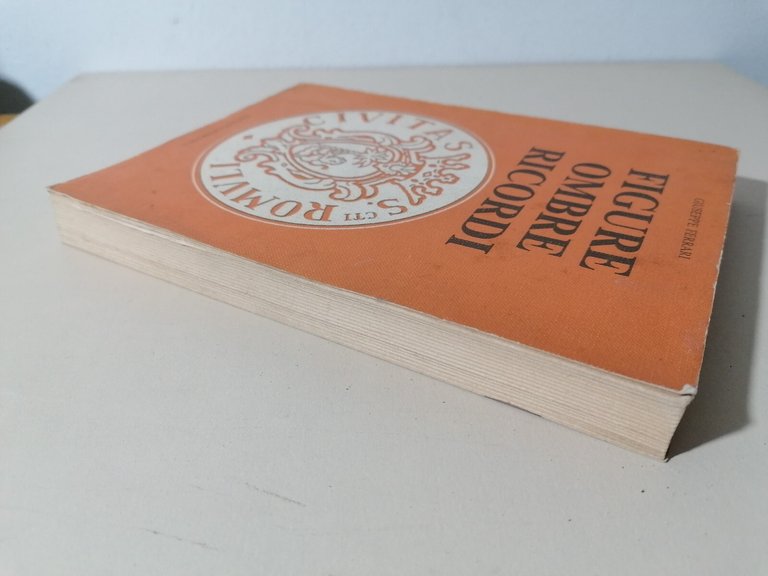 GIUSEPPE FERRARI
FIGURE
OMBRE
RICORDI
CIVITAS
S.CTI ROMVLI